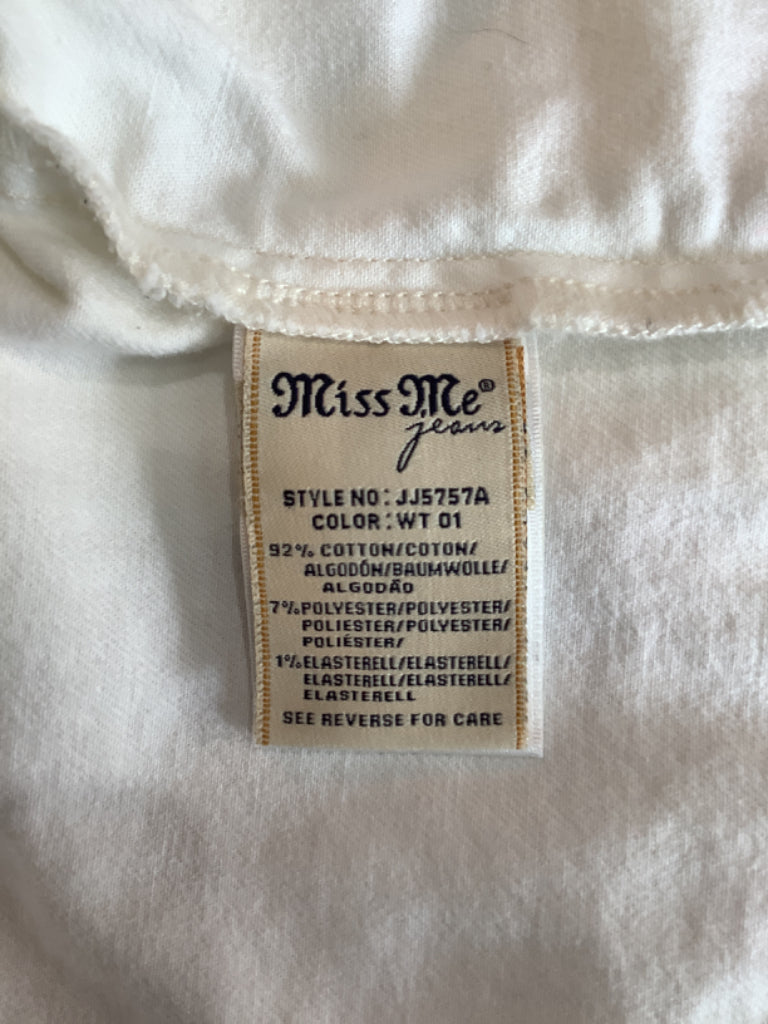 Miss Me®
jeans
STYLE NO: JJ5757A
COLOR: WT 01
92% COTTON/COTON/
ALGODÓN/BAUMWOLLE/
ALGODÃO
7% POLYESTER/POLYESTER/
POLIESTER/POLYESTER/
POLIÉSTER/
1% ELASTERELL/ELASTERELL/
ELASTERELL/ELASTERELL/
ELASTERELL
SEE REVERSE FOR CARE